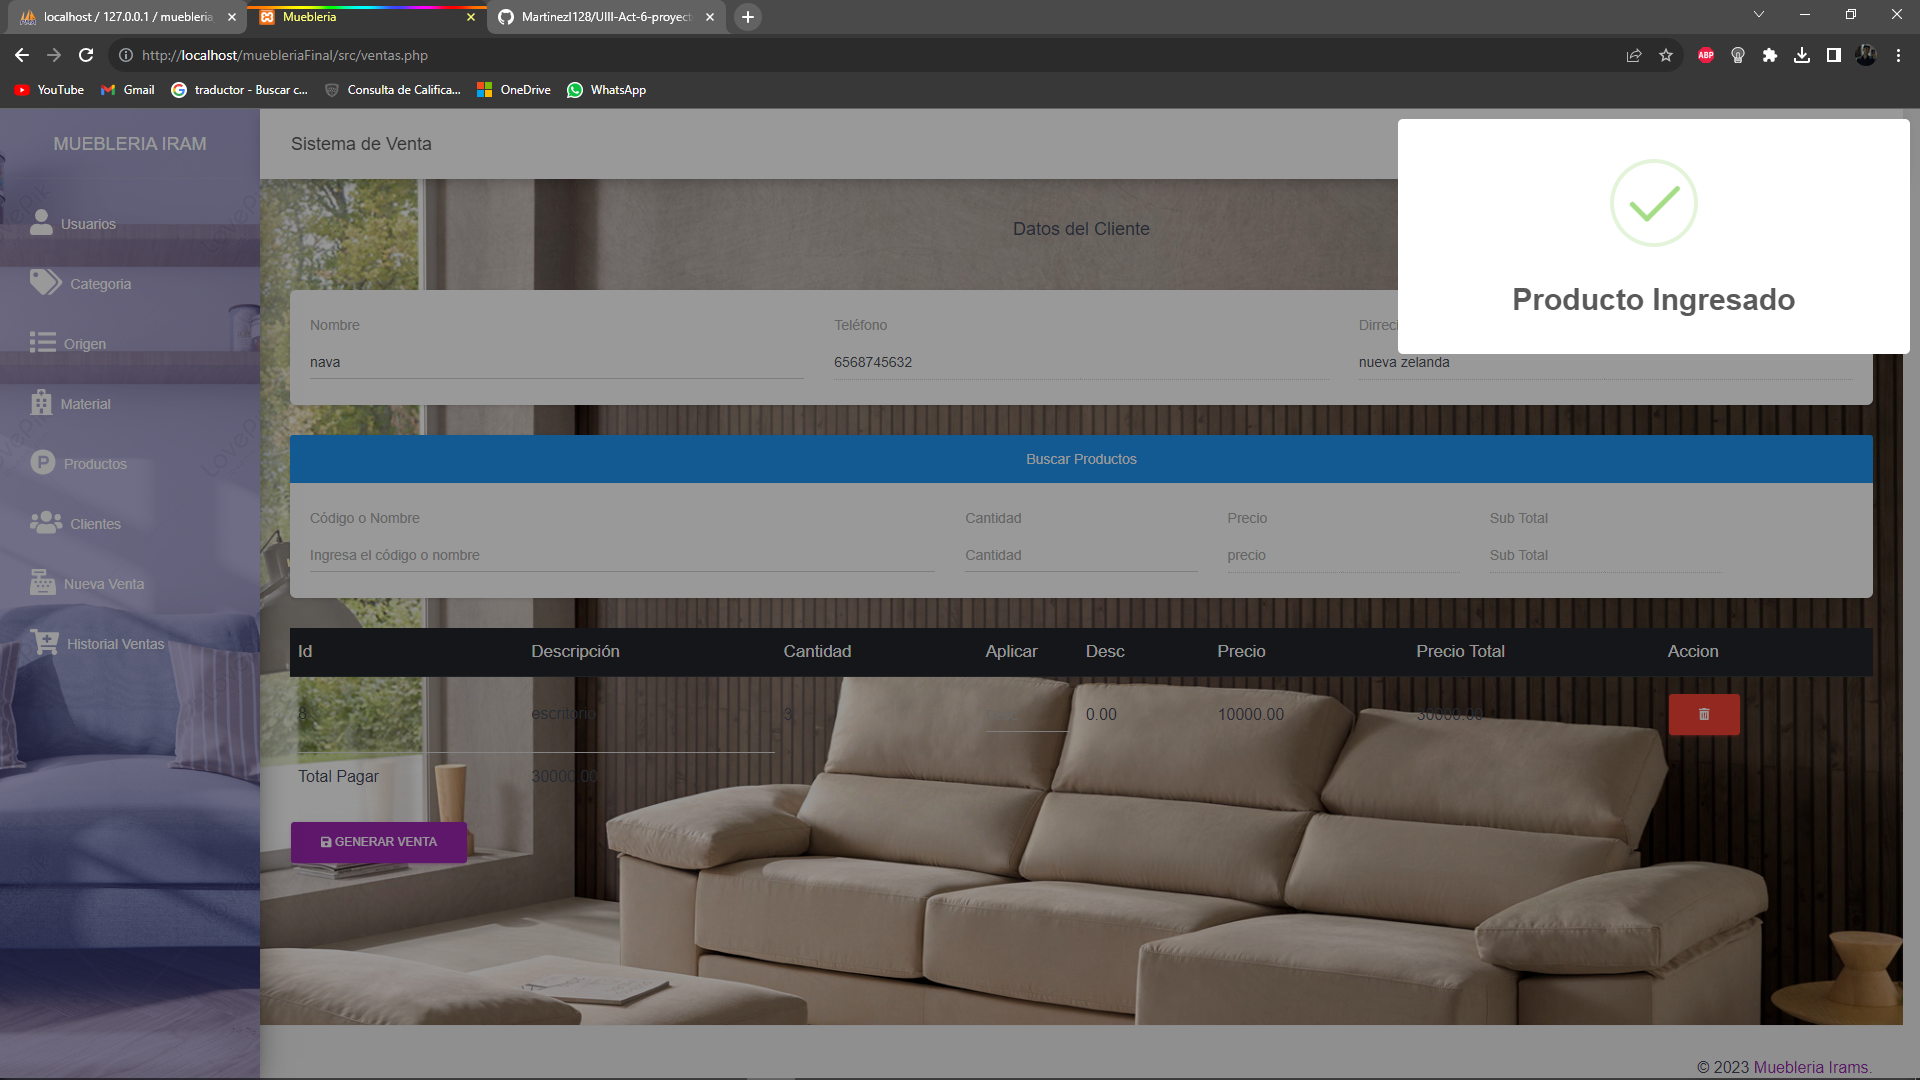 localhost / 127.0.0.1 / muebleria
Muebleria
MartinezI128/UIII-Act-6-proyect
http://localhost/muebleriaFinal/src/ventas.php
ABP
YouTube
Gmail
traductor - Buscar c...
Consulta de Califica...
OneDrive
WhatsApp
MUEBLERIA IRAM
Usuarios
Categoria
Origen
Material
Productos
Clientes
Nueva Venta
Historial Ventas
Sistema de Venta
Producto Ingresado
Datos del Cliente
Nombre
Teléfono
nava
6568745632
nueva zelanda
Buscar Productos
Código o Nombre
Cantidad
Precio
Sub Total
Ingresa el código o nombre
Cantidad
precio
Sub Total
Id
Descripción
Cantidad
Aplicar
Desc
Precio
Precio Total
Accion
8
escritorio
3
0.00
10000.00
30000.00
Total Pagar
30000.00
GENERAR VENTA
© 2023 Muebleria Irams.